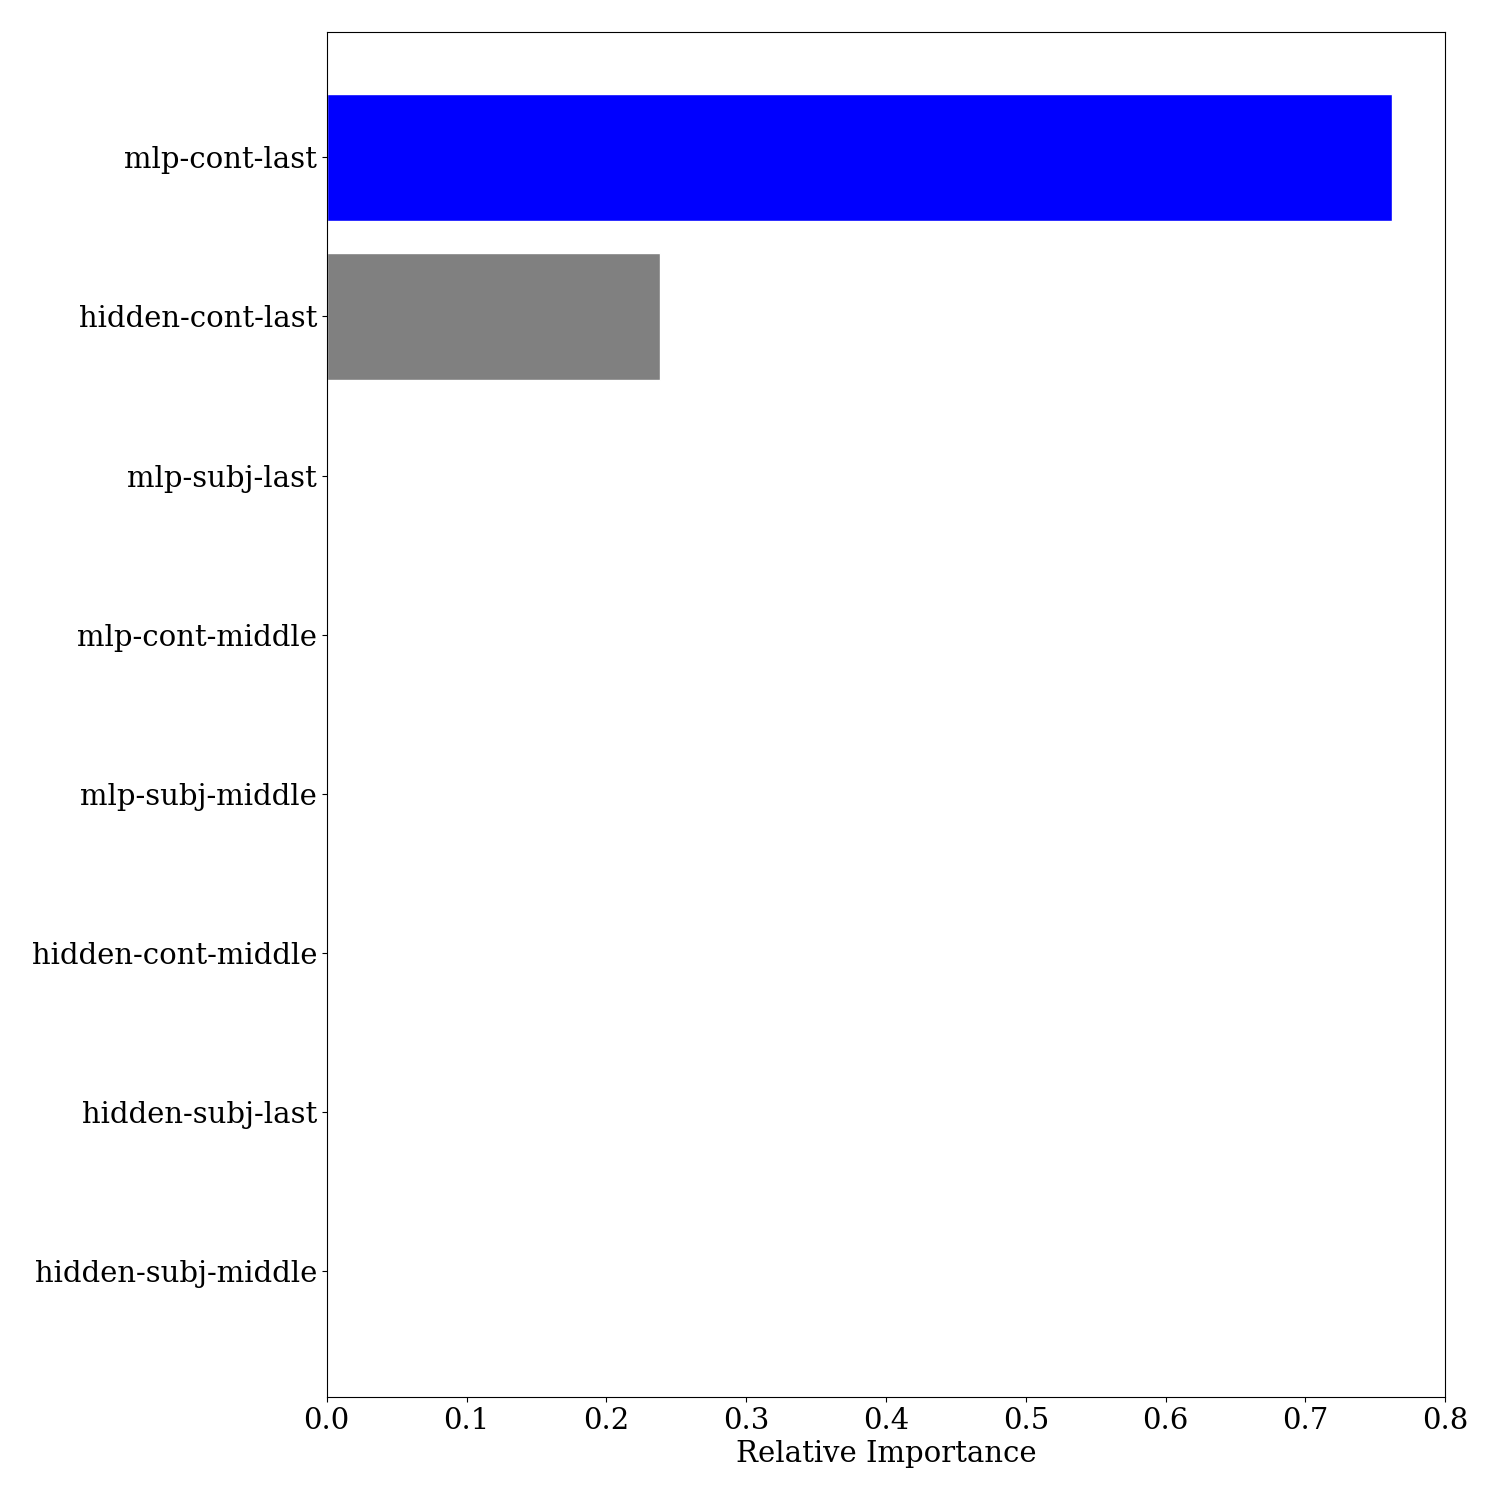 mlp-cont-last
hidden-cont-last
mlp-subj-last
mlp-cont-middle
mlp-subj-middle
hidden-cont-middle
hidden-subj-last
hidden-subj-middle
0.0 0.1 0.2 0.3 0.4 0.5 0.6 0.7 0.8
Relative Importance